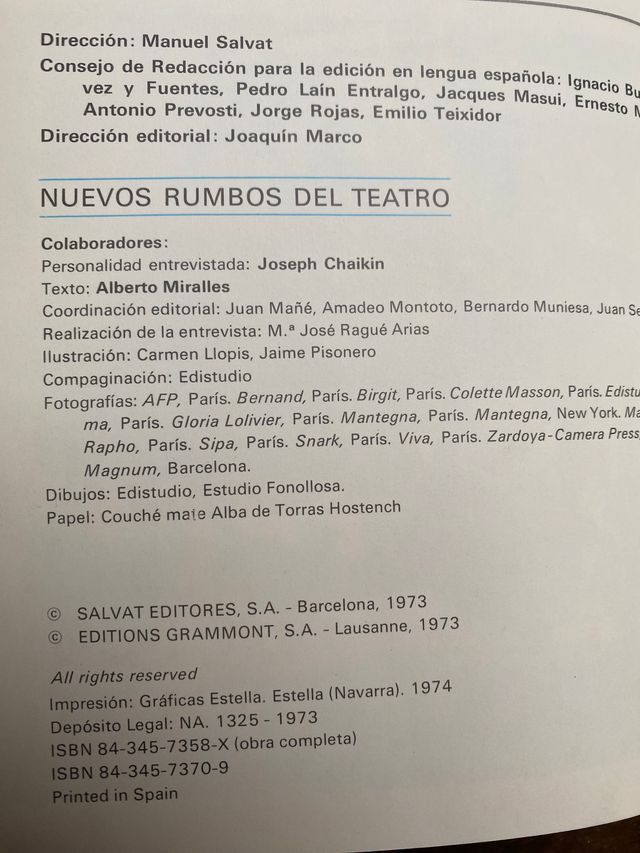 Dirección: Manuel Salvat
Consejo de Redacción para la edición en lengua española: Ignacio
vez y Fuentes, Pedro Laín Entralgo, Jacques Masui, Ernesto
Antonio Prevosti, Jorge Rojas, Emilio Teixidor
Dirección editorial: Joaquín Marco
NUEVOS RUMBOS DEL TEATRO
Colaboradores:
Personalidad entrevistada: Joseph Chaikin
Texto: Alberto Miralles
Coordinación editorial: Juan Mañé, Amadeo Montoto, Bernardo Muniesa, Juan
Realización de la entrevista: M.ª José Ragué Arias
Ilustración: Carmen Llopis, Jaime Pisonero
Compaginación: Edistudio
Fotografías: AFP, París. Bernand, París. Birgit, París. Colette Masson, París.
ma, París. Gloria Lolivier, París. Mantegna, París. Mantegna, New York.
Rapho, París. Sipa, París. Snark, París. Viva, París. Zardoya-Camera Press,
Magnum, Barcelona.
Dibujos: Edistudio, Estudio Fonollosa.
Papel: Couché mate Alba de Torras Hostench
© SALVAT EDITORES, S.A. - Barcelona, 1973
© EDITIONS GRAMMONT, S.A. - Lausanne, 1973
All rights reserved
Impresión: Gráficas Estella. Estella (Navarra). 1974
Depósito Legal: NA. 1325 - 1973
ISBN 84-345-7358-X (obra completa)
ISBN 84-345-7370-9
Printed in Spain